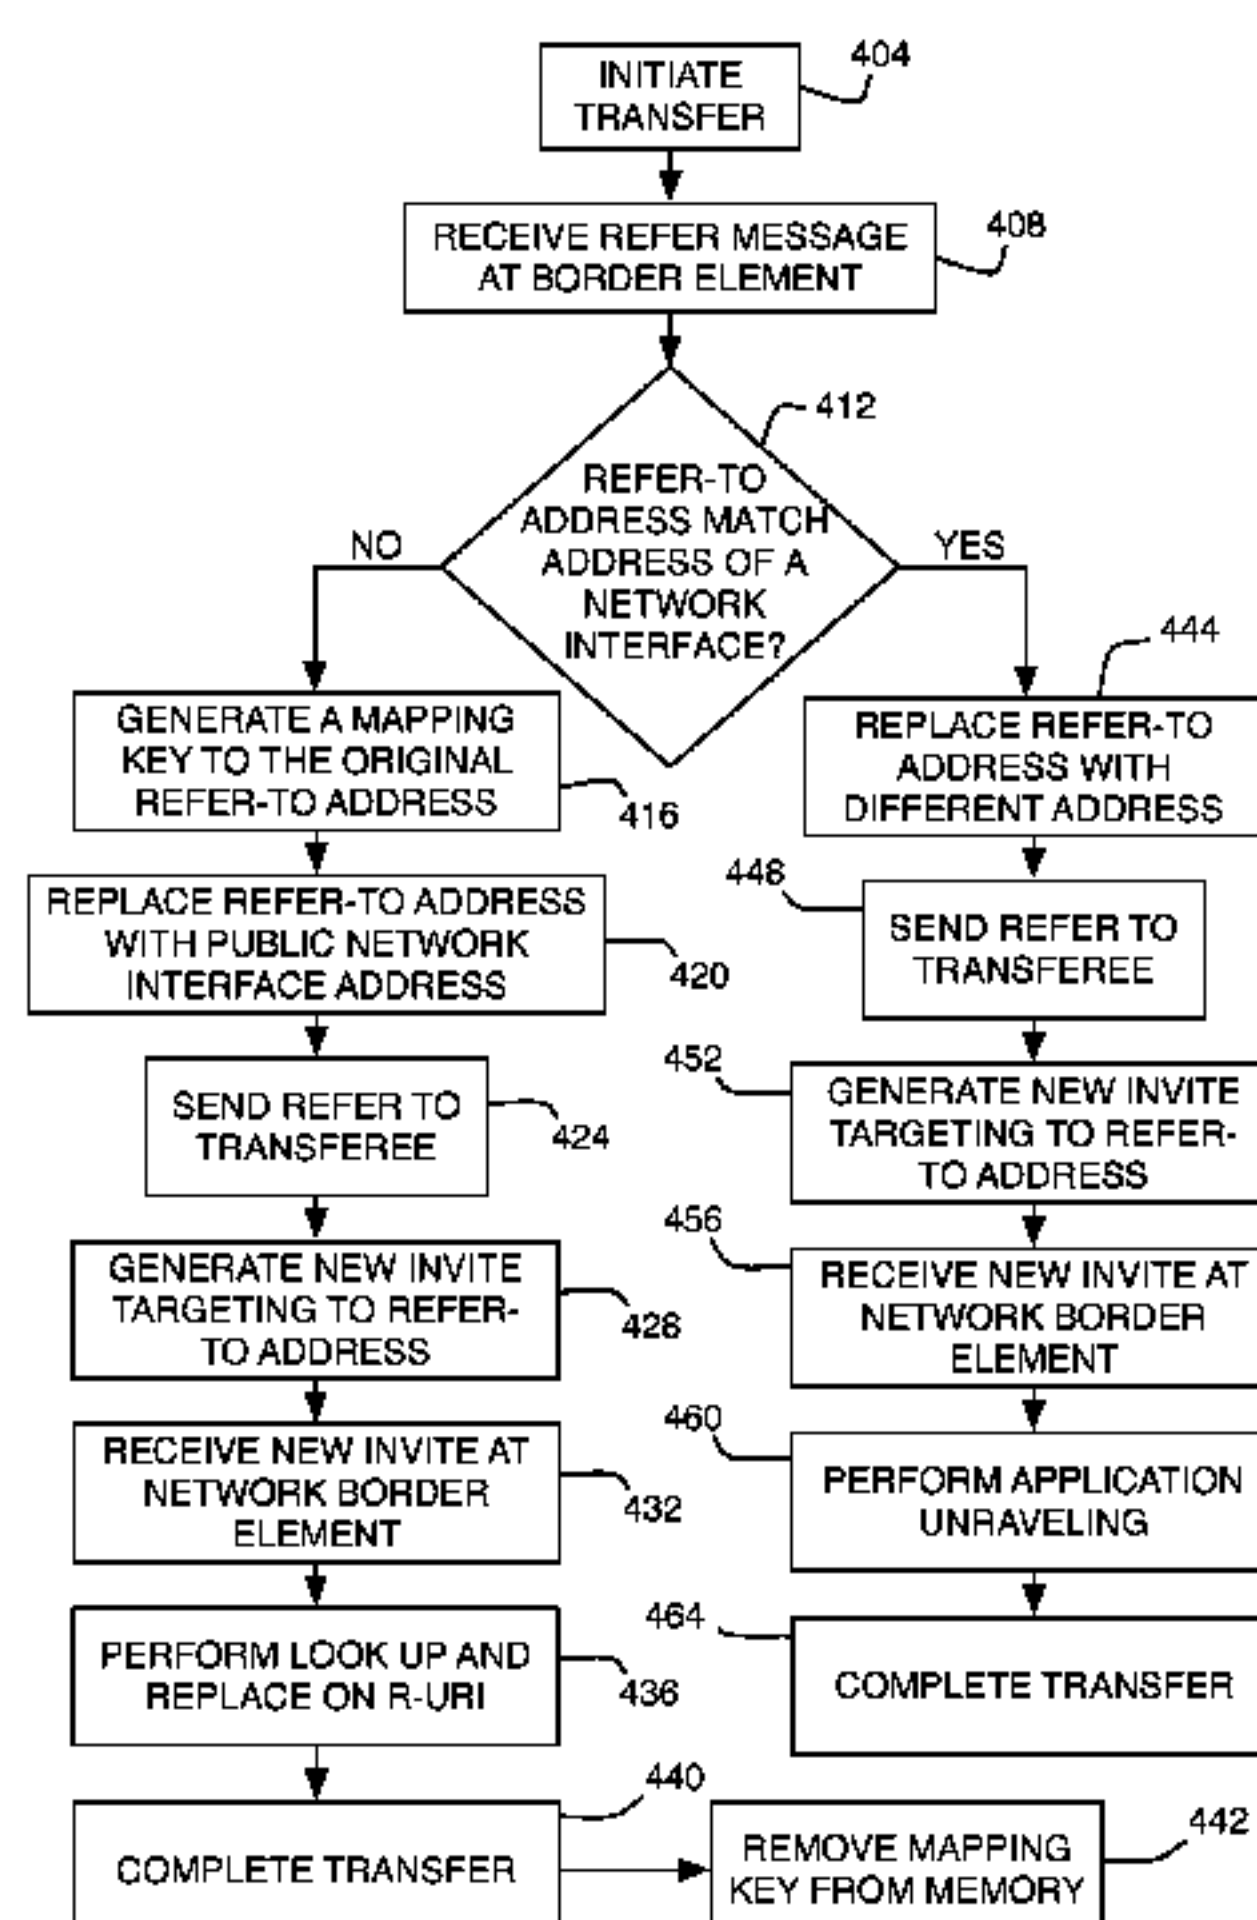 404
INITIATE
TRANSFER
408
RECEIVE REFER MESSAGE
AT BORDER ELEMENT
412
REFER-TO
ADDRESS MATCH
ADDRESS OF A
NETWORK
INTERFACE?
NO
YES
GENERATE A MAPPING
KEY TO THE ORIGINAL
REFER-TO ADDRESS
416
REPLACE REFER-TO ADDRESS
WITH PUBLIC NETWORK
INTERFACE ADDRESS
420
SEND REFER TO
TRANSFEREE
424
GENERATE NEW INVITE
TARGETING TO REFER-
TO ADDRESS
428
RECEIVE NEW INVITE AT
NETWORK BORDER
ELEMENT
432
PERFORM LOOK UP AND
REPLACE ON R-URI
436
440
COMPLETE TRANSFER
442
REMOVE MAPPING
KEY FROM MEMORY
444
REPLACE REFER-TO
ADDRESS WITH
DIFFERENT ADDRESS
448
SEND REFER TO
TRANSFEREE
452
GENERATE NEW INVITE
TARGETING TO REFER-
TO ADDRESS
456
RECEIVE NEW INVITE AT
NETWORK BORDER
ELEMENT
460
PERFORM APPLICATION
UNRAVELING
464
COMPLETE TRANSFER